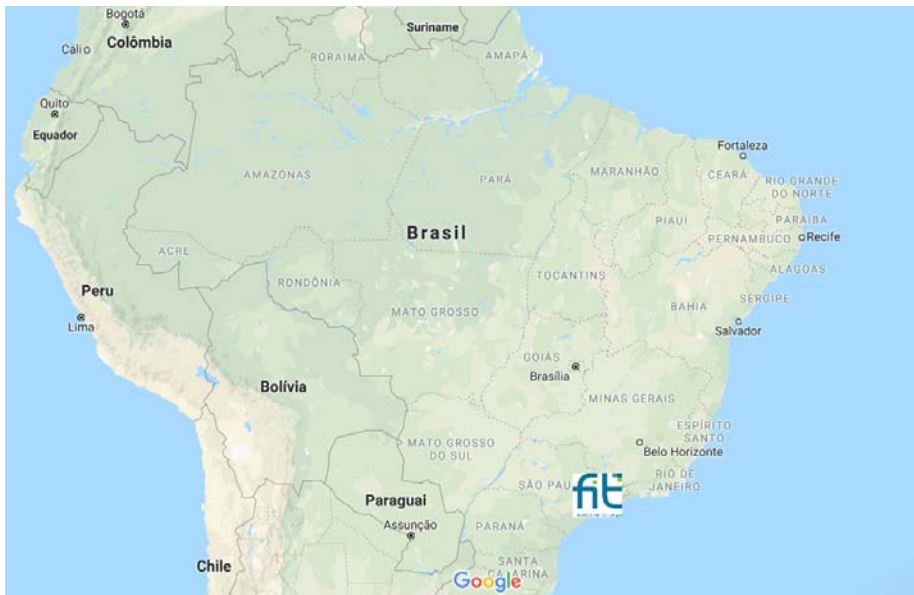 Bogotá
Suriname
Colômbia
Cali
RORAIMA
AMAPÁ
Quito
Equador
Fortaleza
AMAZONAS
PARÁ
MARANHÃO
CEARÁ
RIO GRANDE
DO NORTE
PIAUÍ
PARAÍBA
Brasil
PERNAMBUCO
Recife
ACRE
ALAGOAS
RONDÔNIA
TOCANTINS
Peru
MATO GROSSO
BAHIA
SERGIPE
Lima
Salvador
GOIÁS
Brasília
Bolívia
MINAS GERAIS
ESPÍRITO
SANTO
MATO GROSSO
DO SUL
Belo Horizonte
RIO DE
JANEIRO
SÃO PAU
fit
Paraguai
Assunção
PARANÁ
SANTA
CATARINA
Chile
Google